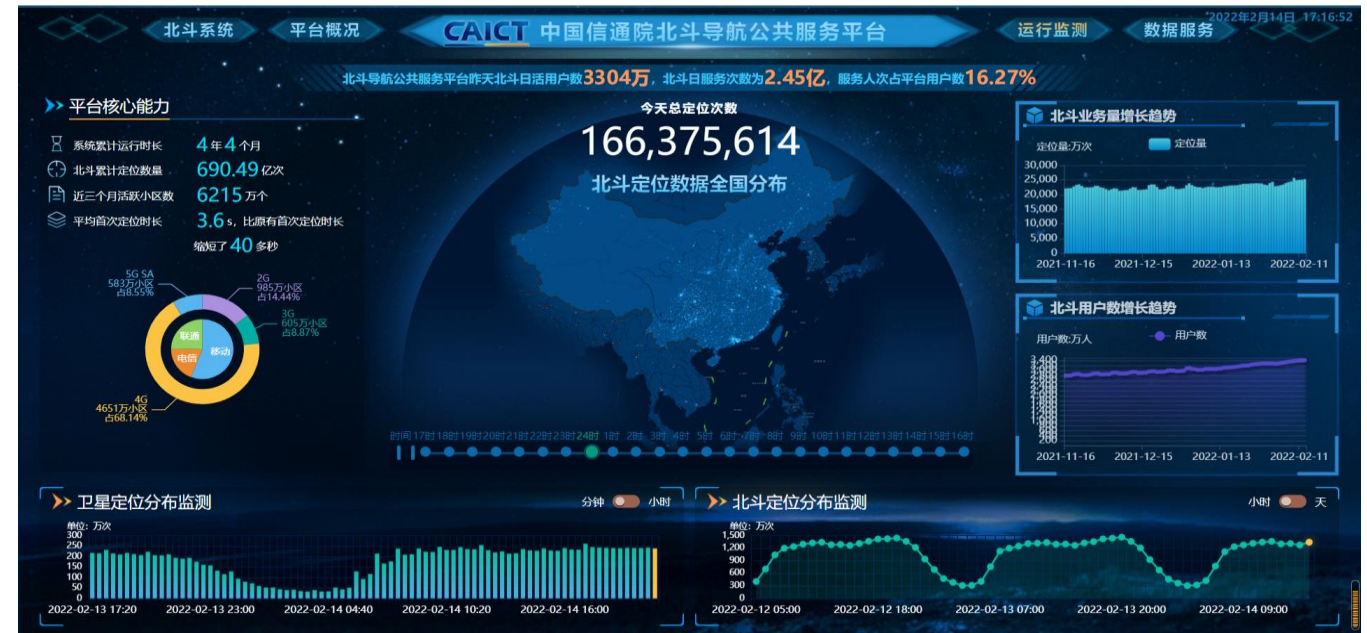 2022年2月14日 17:16:52
北斗系统
平台概况
CAICT 中国信通院北斗导航公共服务平台
运行监测
数据服务
北斗导航公共服务平台昨天北斗日活用户数3304万，北斗日服务次数为2.45亿，服务人次占平台用户数16.27%
平台核心能力
系统累计运行时长 4 年 4 个月
北斗累计定位数量 690.49 亿次
近三个月活跃小区数 6215 万个
平均首次定位时长 3.6 s，比原有首次定位时长
缩短了 40 多秒
5G SA
583万小区
占8.55%
2G
985万小区
占14.44%
3G
605万小区
占8.87%
联通
移动
电信
4G
4651万小区
占68.14%
今天总定位次数
166,375,614
北斗定位数据全国分布
时间 17时 18时 19时 20时 21时 22时 23时 24时 1时 2时 3时 4时 5时 6时 7时 8时 9时 10时 11时 12时 13时 14时 15时 16时
北斗业务量增长趋势
定位量:万次
定位量
30,000
25,000
20,000
15,000
10,000
5,000
0
2021-11-16 2021-12-15 2022-01-13 2022-02-11
北斗用户数增长趋势
用户数:万人
用户数
3,400
200
2021-11-16 2021-12-15 2022-01-13 2022-02-11
卫星定位分布监测
分钟 小时
单位: 万次
300
250
200
150
100
50
0
2022-02-13 17:20 2022-02-13 23:00 2022-02-14 04:40 2022-02-14 10:20 2022-02-14 16:00
北斗定位分布监测
小时 天
单位: 万次
1,500
1,200
900
600
300
0
2022-02-12 05:00 2022-02-12 18:00 2022-02-13 07:00 2022-02-13 20:00 2022-02-14 09:00